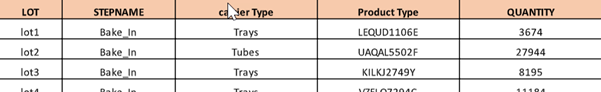 LOT STEPNAME carrier Type Product Type QUANTITY
lot1 Bake_In Trays LEQUD1106E 3674
lot2 Bake_In Tubes UAQAL5502F 27944
lot3 Bake_In Trays KILKJ2749Y 8195